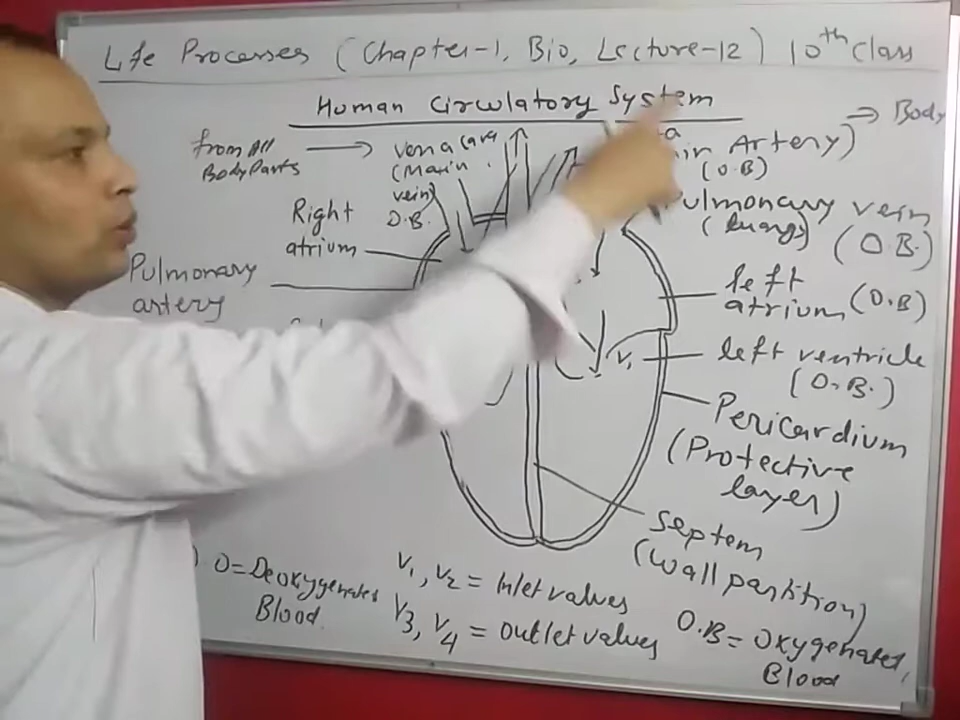 Life Processes (Chapter-1, Bio, Lecture-12) 10th Class
Human Circulatory System
from All
Body Parts
vena cava
(Main
vein)
O.B.
Artery)
(O.B)
→ Body
Pulmonary vein
(lungs)
(O.B.)
Right
atrium
Pulmonary
artery
left
atrium (O.B)
V1
left ventricle
(O.B.)
Pericardium
(Protective
layer)
Septem
(Wall partition)
O=Deoxygenated
Blood
V1, V2 = Inlet valves
V3, V4 = Outlet valves
O.B = Oxygenated
Blood